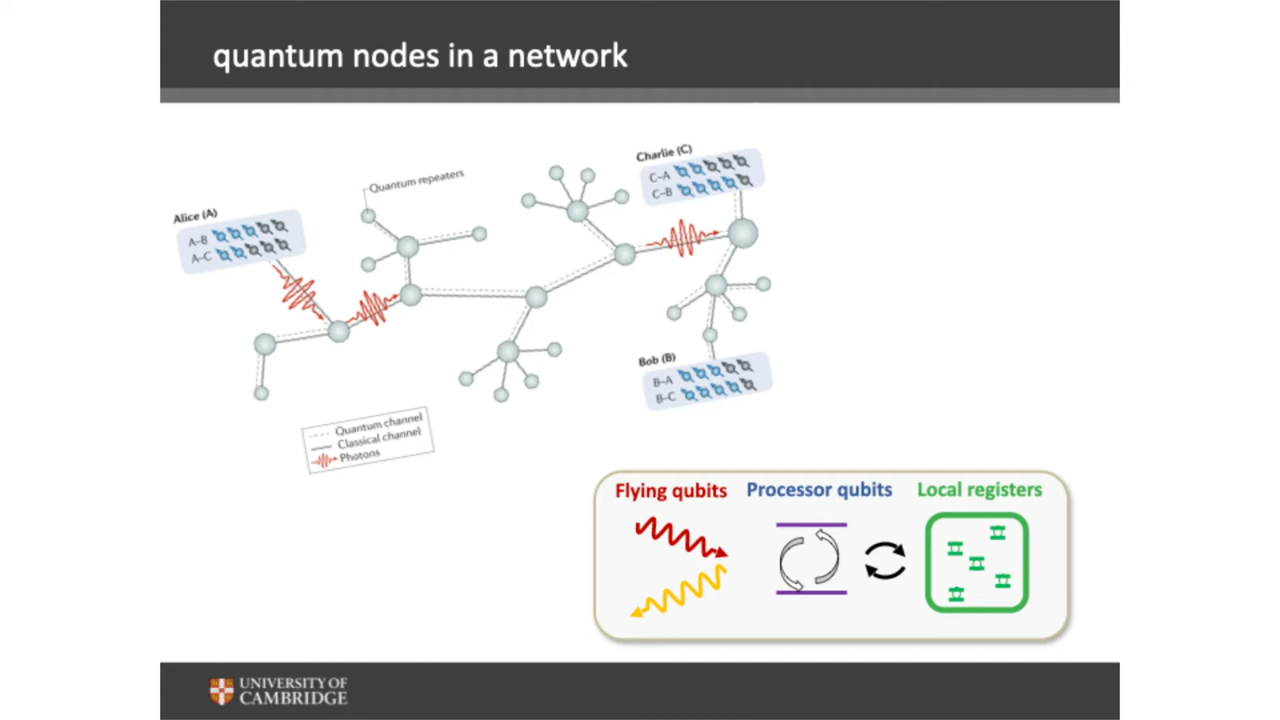 quantum nodes in a network
Charlie (C)
C–A
C–B
Quantum repeaters
Alice (A)
A–B
A–C
Bob (B)
B–A
B–C
Quantum channel
Classical channel
Photons
Flying qubits
Processor qubits
Local registers
UNIVERSITY OF
CAMBRIDGE